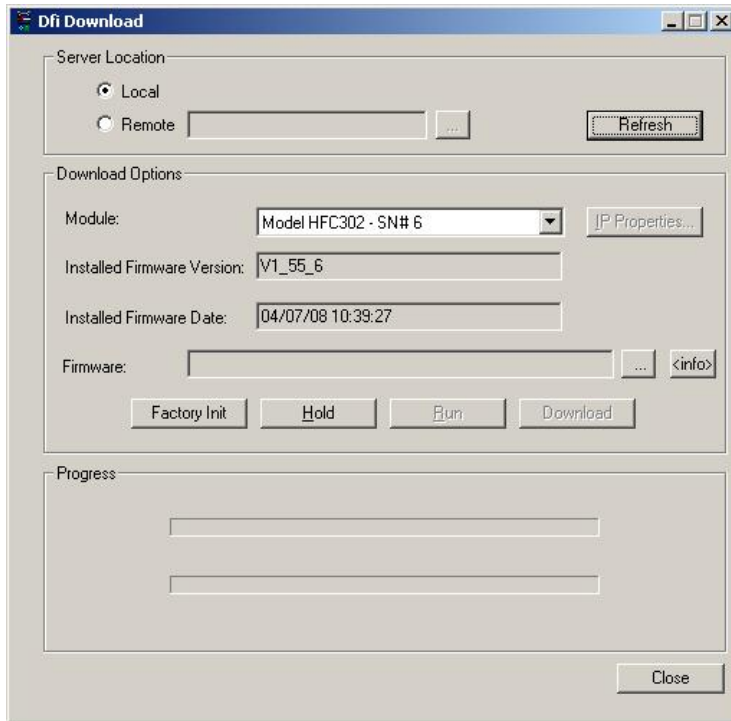 Dfi Download
Server Location
Local
Remote
...
Refresh
Download Options
Module:
Model HFC302 - SN# 6
IP Properties...
Installed Firmware Version:
V1_55_6
Installed Firmware Date:
04/07/08 10:39:27
Firmware:
...
<info>
Factory Init
Hold
Run
Download
Progress
Close